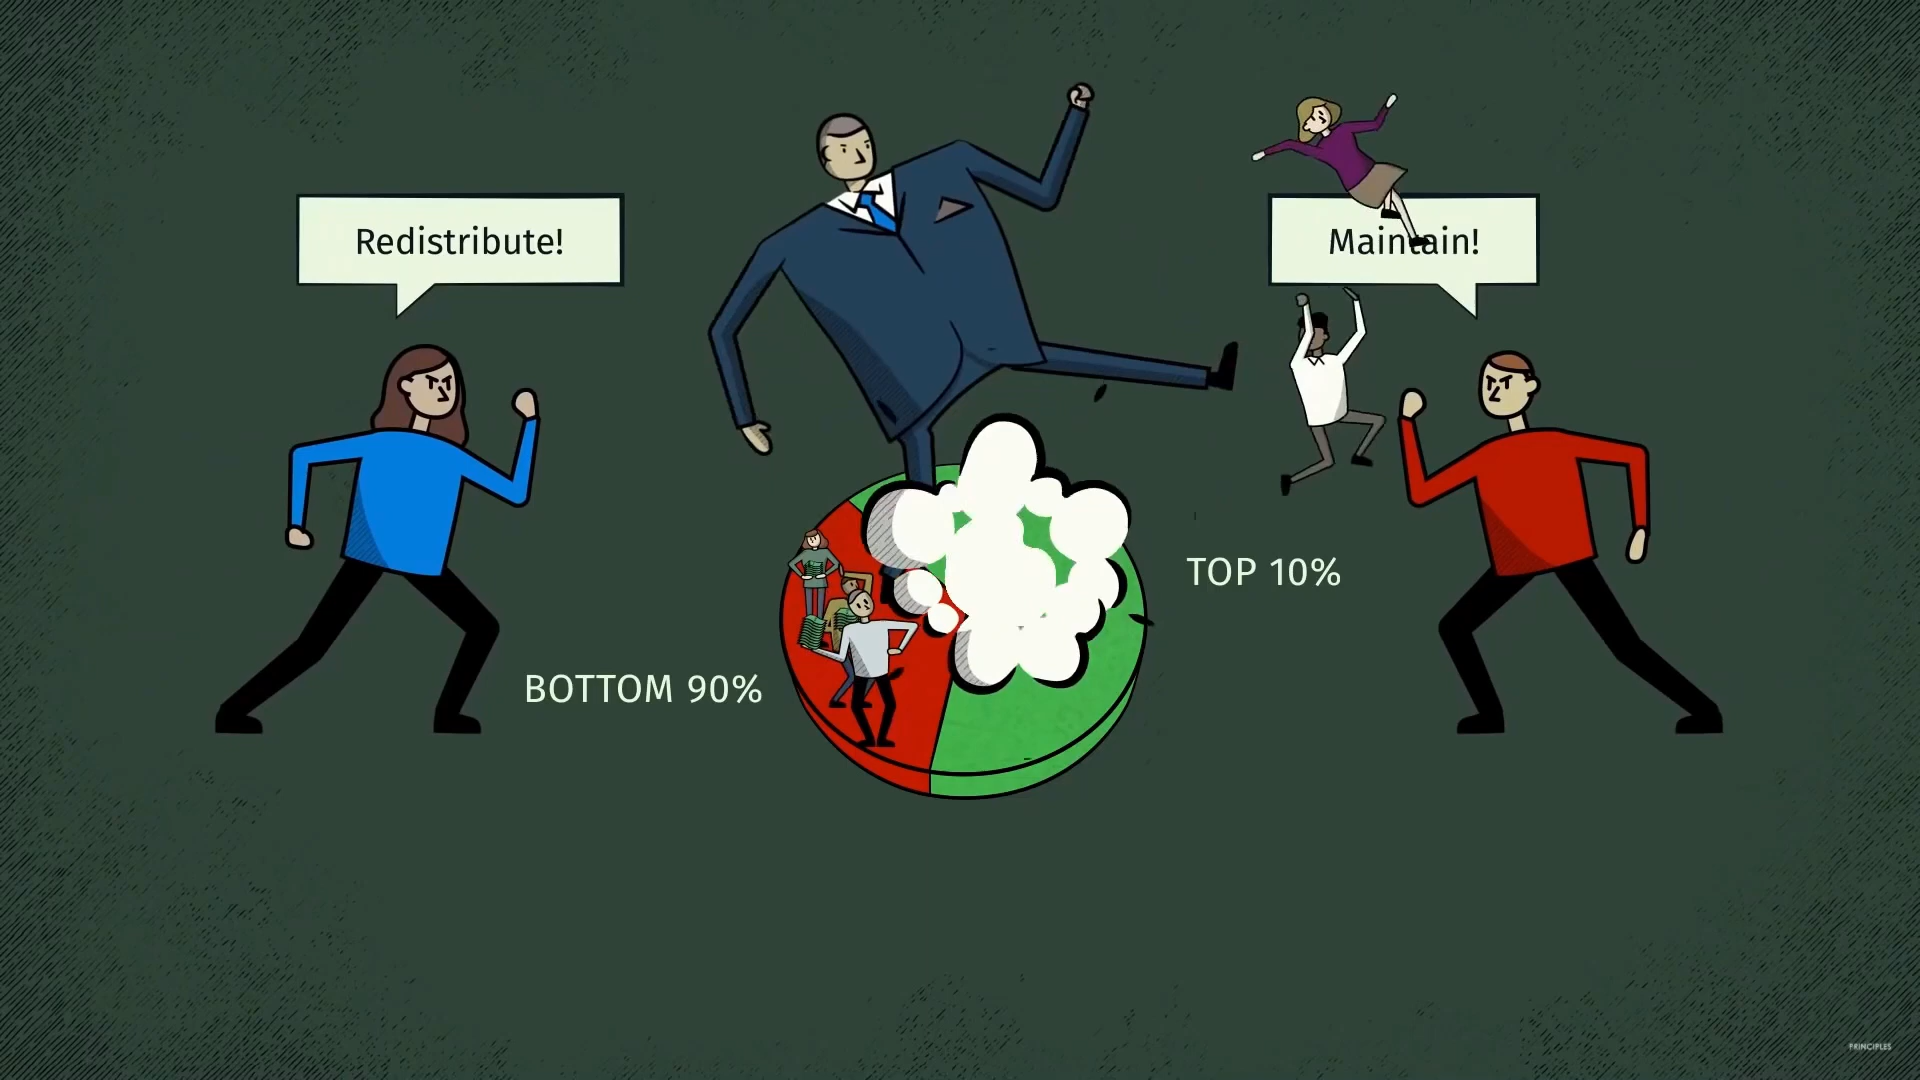 Redistribute!
Maintain!
TOP 10%
BOTTOM 90%
PRINCIPLES